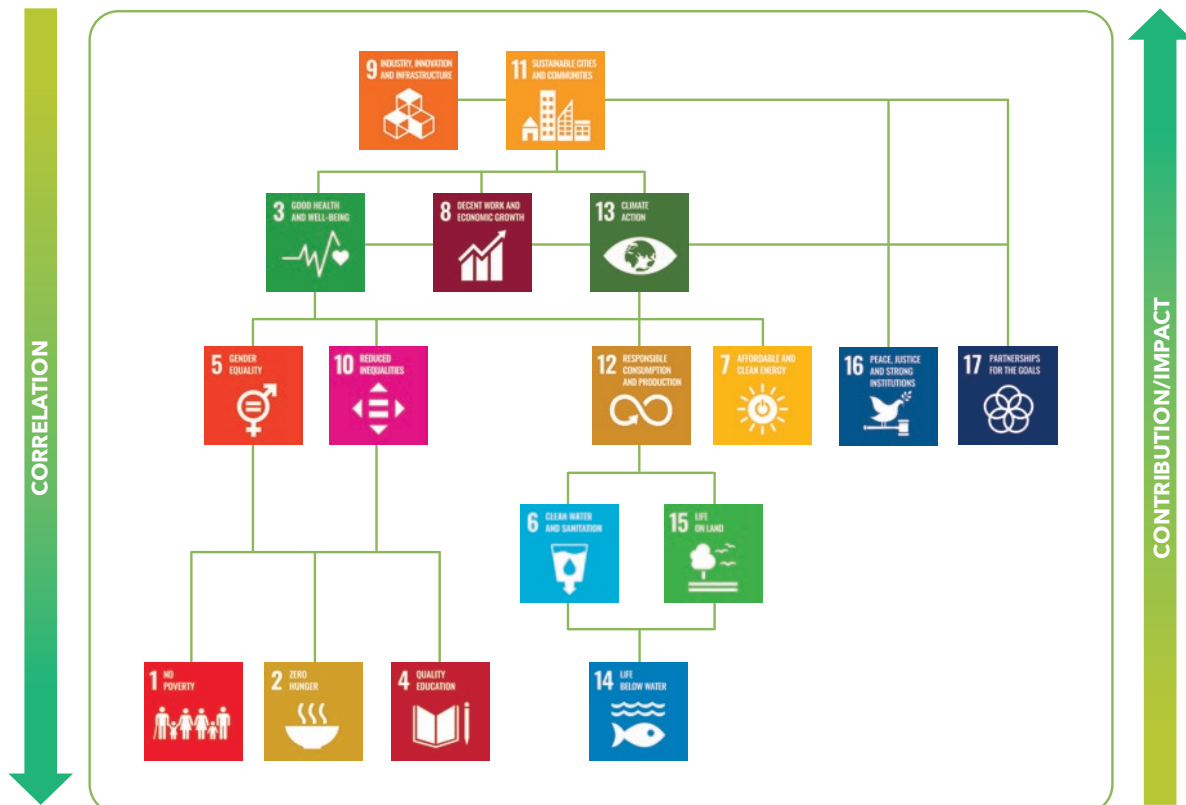 CORRELATION
CONTRIBUTION/IMPACT
9 INDUSTRY, INNOVATION
AND INFRASTRUCTURE
11 SUSTAINABLE CITIES
AND COMMUNITIES
3 GOOD HEALTH
AND WELL-BEING
8 DECENT WORK AND
ECONOMIC GROWTH
13 CLIMATE
ACTION
5 GENDER
EQUALITY
10 REDUCED
INEQUALITIES
12 RESPONSIBLE
CONSUMPTION
AND PRODUCTION
7 AFFORDABLE AND
CLEAN ENERGY
16 PEACE, JUSTICE
AND STRONG
INSTITUTIONS
17 PARTNERSHIPS
FOR THE GOALS
6 CLEAN WATER
AND SANITATION
15 LIFE
ON LAND
1 NO
POVERTY
2 ZERO
HUNGER
4 QUALITY
EDUCATION
14 LIFE
BELOW WATER